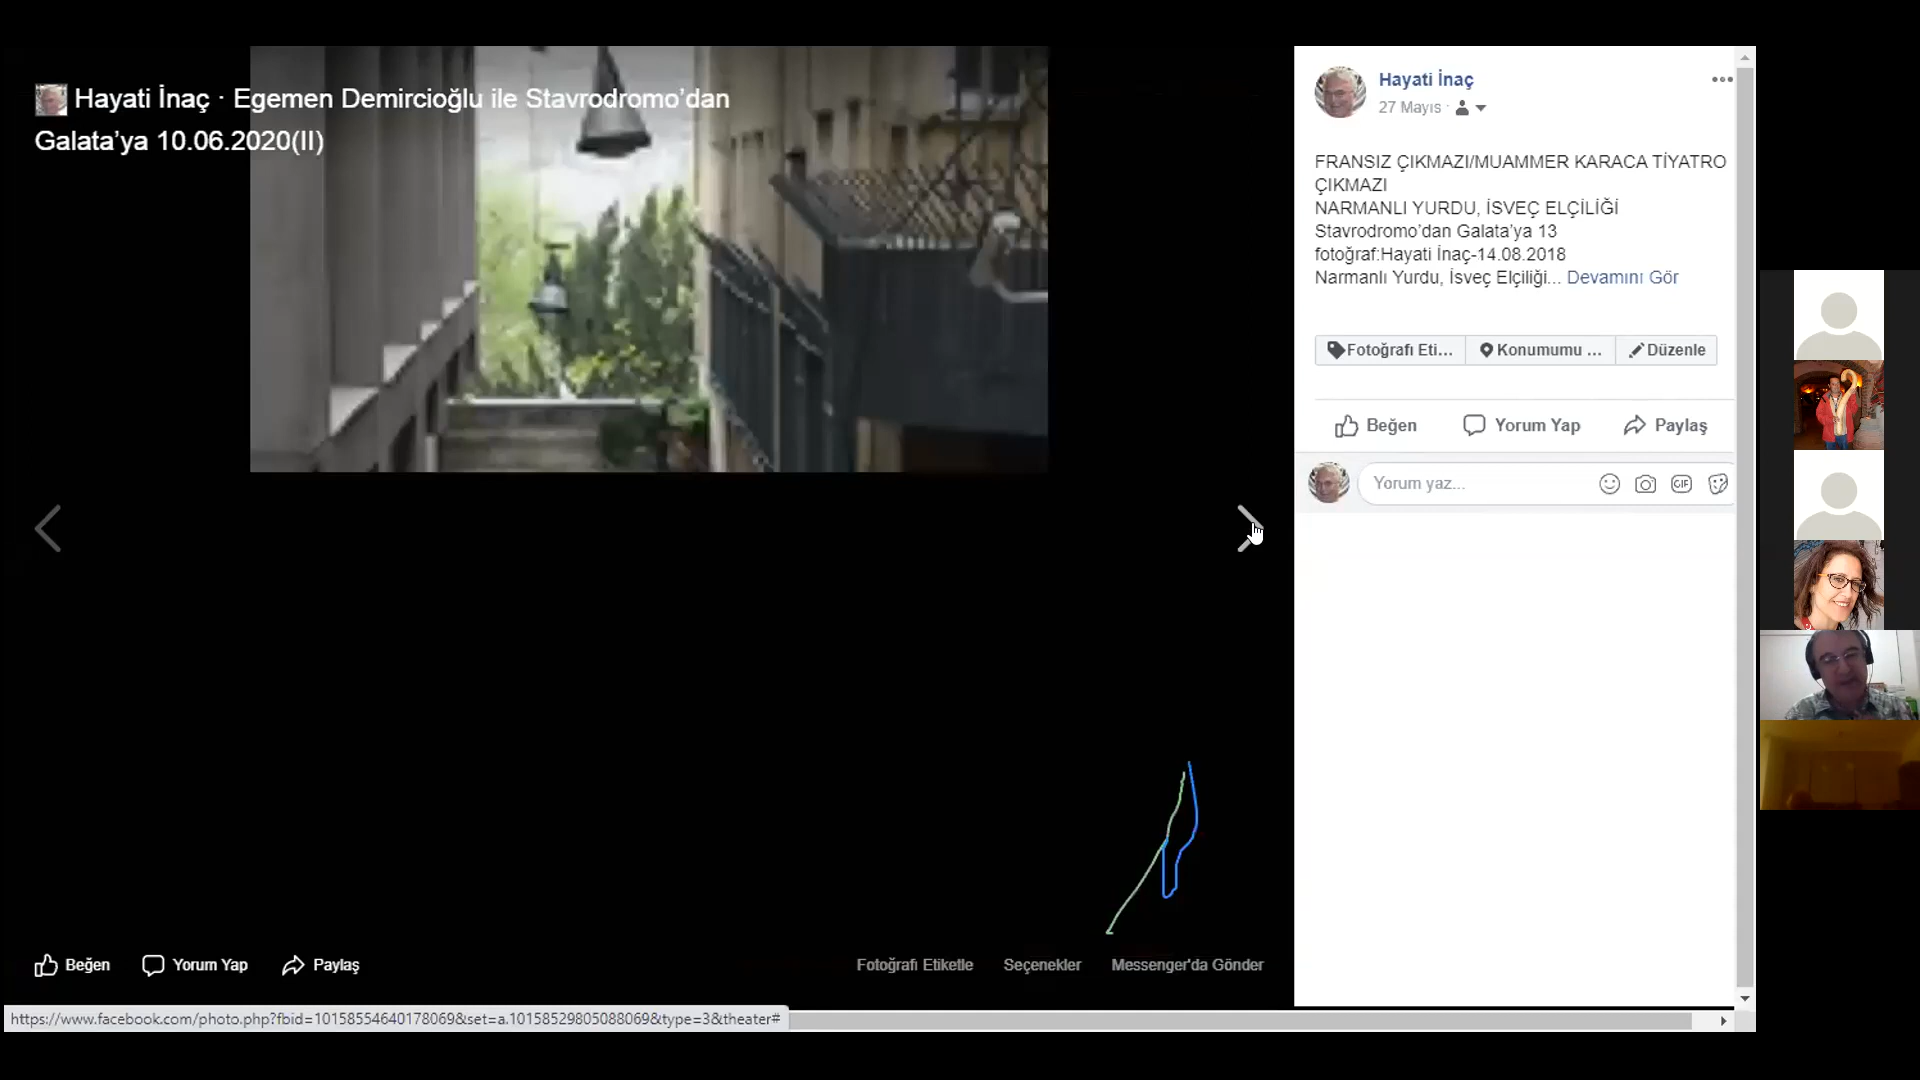 Hayati İnaç · Egemen Demircioğlu ile Stavrodromo’dan
Galata’ya 10.06.2020(II)
Hayati İnaç
27 Mayıs ·
FRANSIZ ÇIKMAZI/MUAMMER KARACA TİYATRO
ÇIKMAZI
NARMANLI YURDU, İSVEÇ ELÇİLİĞİ
Stavrodromo’dan Galata’ya 13
fotoğraf:Hayati İnaç-14.08.2018
Narmanlı Yurdu, İsveç Elçiliği... Devamını Gör
Fotoğrafı Eti... Konumumu ... Düzenle
Beğen Yorum Yap Paylaş
Yorum yaz...
GIF
Beğen Yorum Yap Paylaş
Fotoğrafı Etiketle Seçenekler Messenger'da Gönder
https://www.facebook.com/photo.php?fbid=10158554640178069&set=a.10158529805088069&type=3&theater#